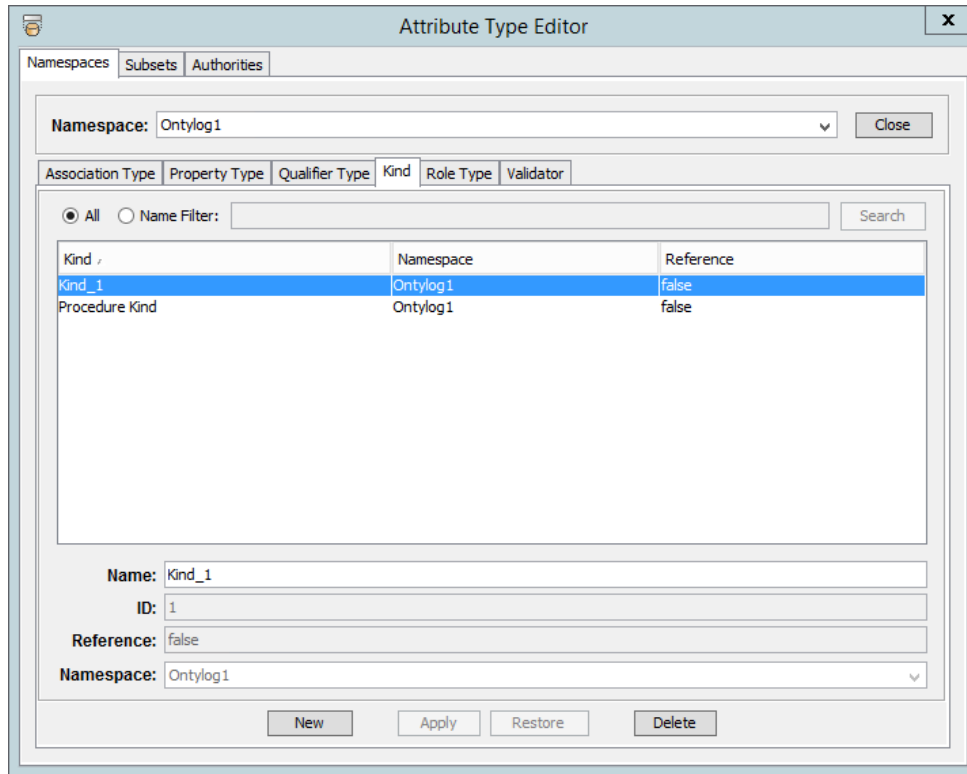 Attribute Type Editor x
Namespaces Subsets Authorities
Namespace: Ontylog1 Close
Association Type Property Type Qualifier Type Kind Role Type Validator
All Name Filter: Search
Kind Namespace Reference
Kind_1 Ontylog1 false
Procedure Kind Ontylog1 false
Name: Kind_1
ID: 1
Reference: false
Namespace: Ontylog1
New Apply Restore Delete